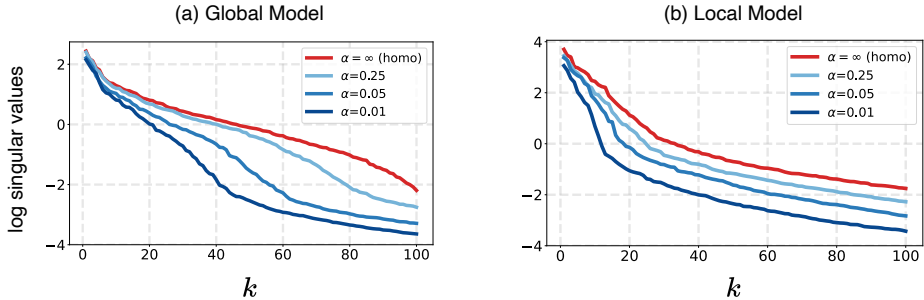 (a) Global Model
(b) Local Model
log singular values
2
0
−2
−4
0
20
40
60
80
100
k
α = ∞ (homo)
α=0.25
α=0.05
α=0.01
4
2
0
−2
−4
0
20
40
60
80
100
k
α = ∞ (homo)
α=0.25
α=0.05
α=0.01